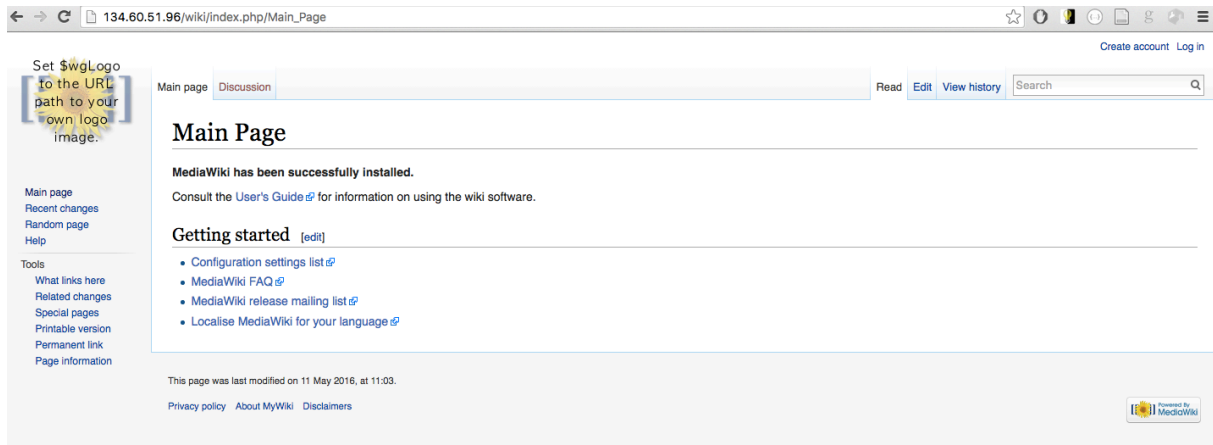 134.60.51.96/wiki/index.php/Main_Page
Create account Log in
Set $wgLogo
to the URL
path to your
own logo
image.
Main page Discussion
Read Edit View history Search
Main Page
MediaWiki has been successfully installed.
Consult the User's Guide for information on using the wiki software.
Getting started [edit]
• Configuration settings list
• MediaWiki FAQ
• MediaWiki release mailing list
• Localise MediaWiki for your language
Main page
Recent changes
Random page
Help
Tools
What links here
Related changes
Special pages
Printable version
Permanent link
Page information
This page was last modified on 11 May 2016, at 11:03.
Privacy policy About MyWiki Disclaimers
Powered By
MediaWiki